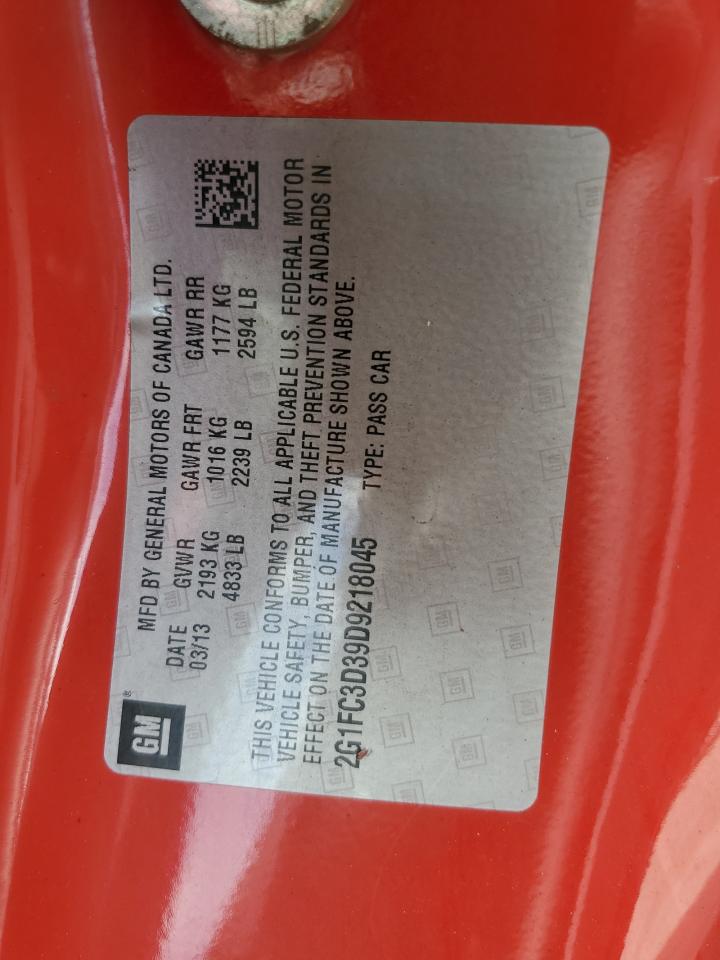 GM®
MFD BY GENERAL MOTORS OF CANADA LTD.
DATE GVWR GAWR FRT GAWR RR
03/13 2193 KG 1016 KG 1177 KG
4833 LB 2239 LB 2594 LB
THIS VEHICLE CONFORMS TO ALL APPLICABLE U.S. FEDERAL MOTOR
VEHICLE SAFETY, BUMPER, AND THEFT PREVENTION STANDARDS IN
EFFECT ON THE DATE OF MANUFACTURE SHOWN ABOVE.
2G1FC3D39D9218045 TYPE: PASS CAR